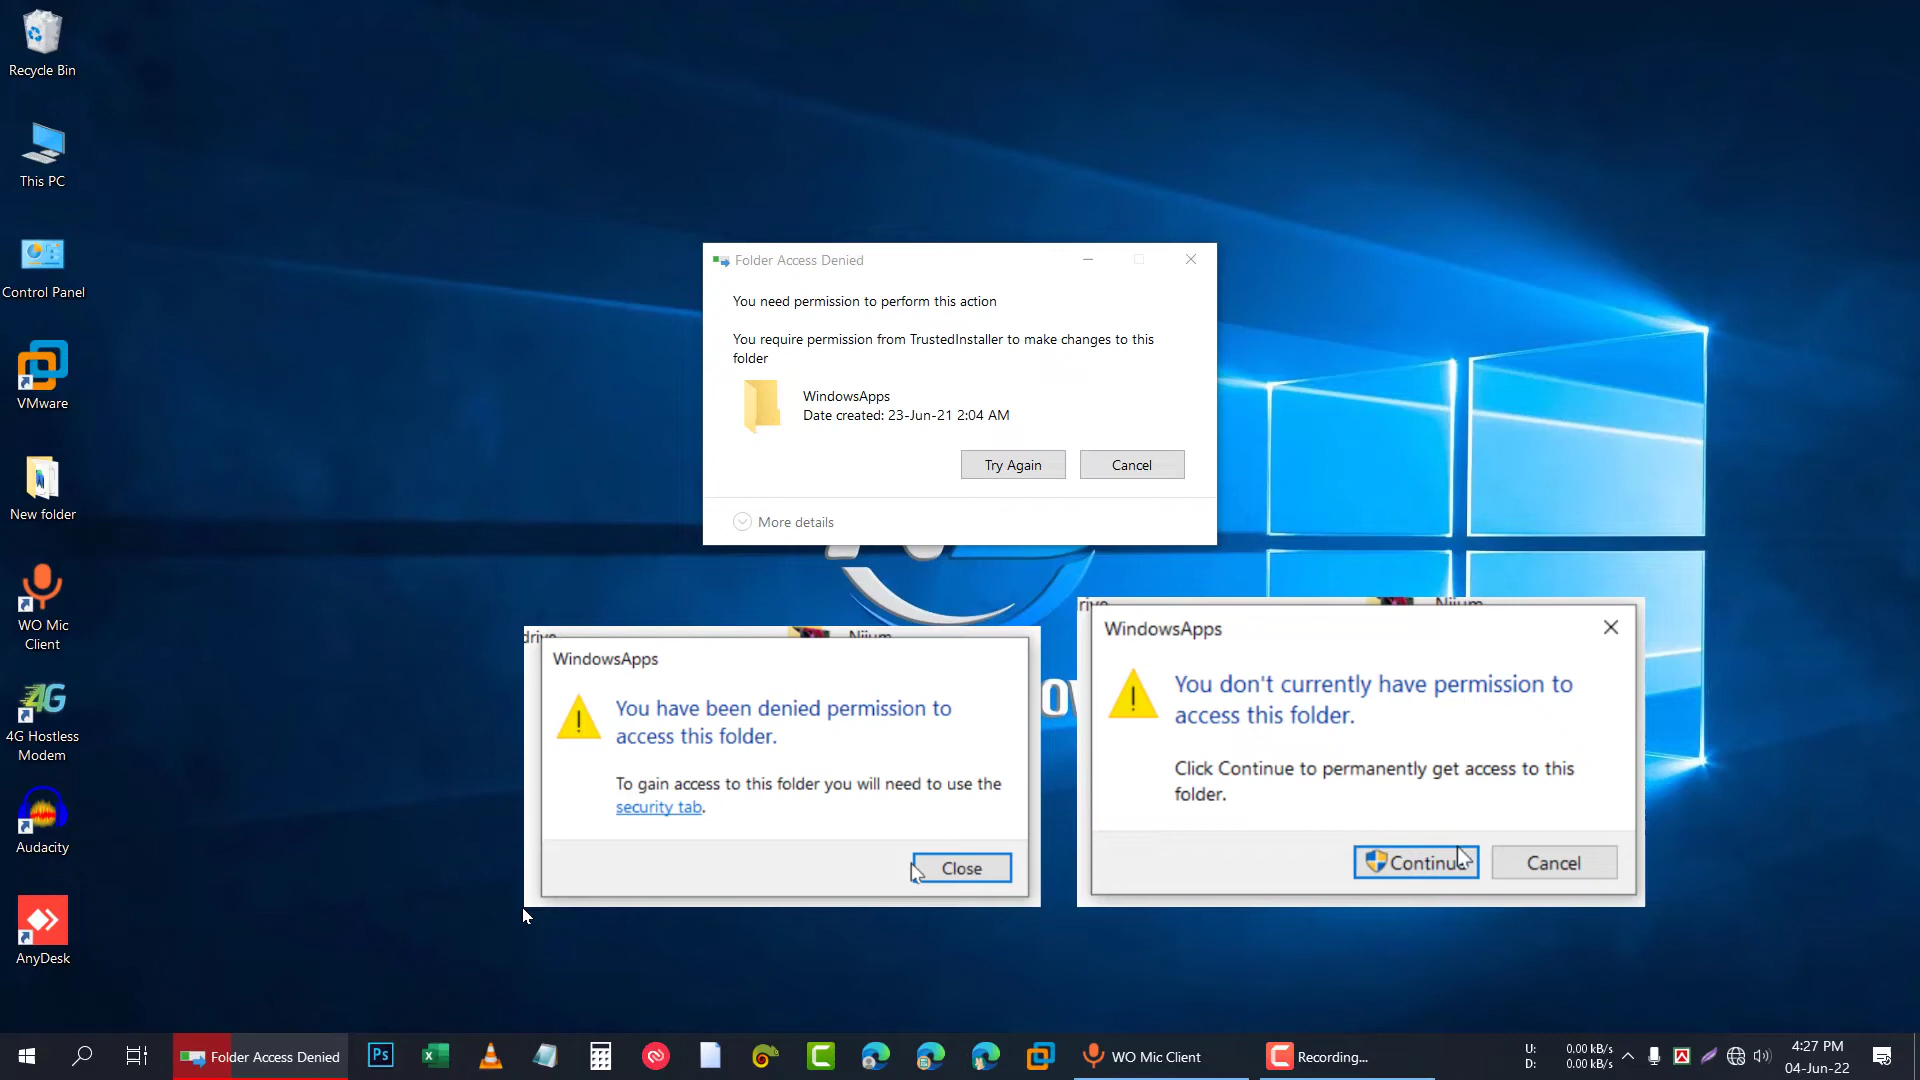 Recycle Bin
This PC
Control Panel
VMware
New folder
WO Mic
Client
4G
4G Hostless
Modem
Audacity
AnyDesk
Folder Access Denied
You need permission to perform this action
You require permission from TrustedInstaller to make changes to this
folder
WindowsApps
Date created: 23-Jun-21 2:04 AM
Try Again
Cancel
More details
WindowsApps
You have been denied permission to
access this folder.
To gain access to this folder you will need to use the
security tab.
Close
WindowsApps
You don't currently have permission to
access this folder.
Click Continue to permanently get access to this
folder.
Continue
Cancel
Folder Access Denied
Ps
WO Mic Client
Recording...
U: 0.00 kB/s
D: 0.00 kB/s
4:27 PM
04-Jun-22